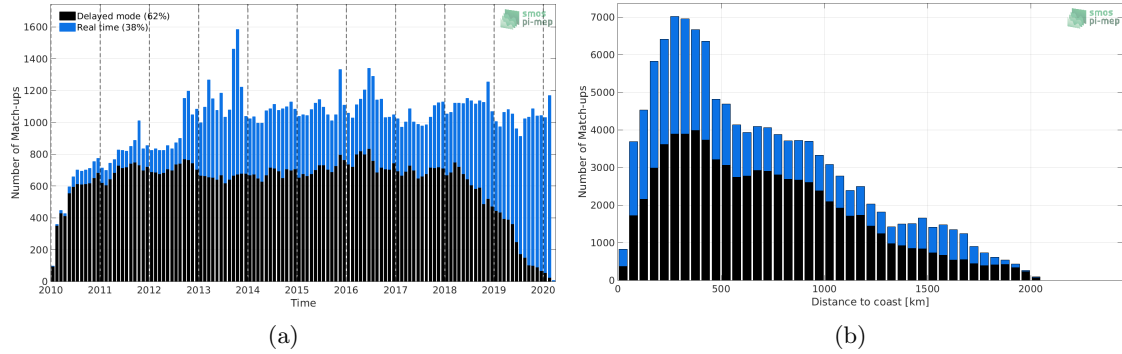 Delayed mode (62%)
Real time (38%)
smos
pi-mep
1600
1400
1200
1000
800
600
400
200
0
Number of Match-ups
2010 2011 2012 2013 2014 2015 2016 2017 2018 2019 2020
Time
(a)
smos
pi-mep
7000
6000
5000
4000
3000
2000
1000
0
Number of Match-ups
0 500 1000 1500 2000
Distance to coast [km]
(b)